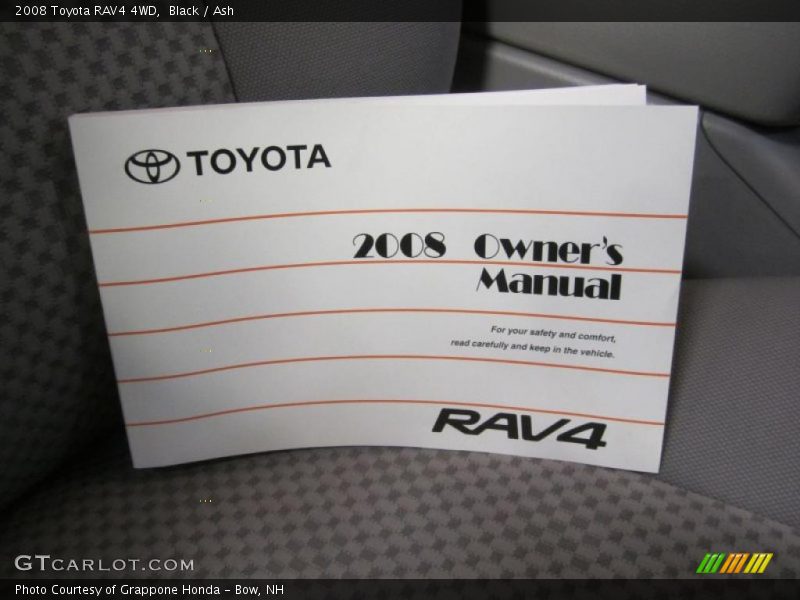 2008 Toyota RAV4 4WD,  Black / Ash
TOYOTA
2008 Owner's
Manual
For your safety and comfort,
read carefully and keep in the vehicle.
RAV4
GTCARLOT.COM
Photo Courtesy of Grappone Honda - Bow, NH